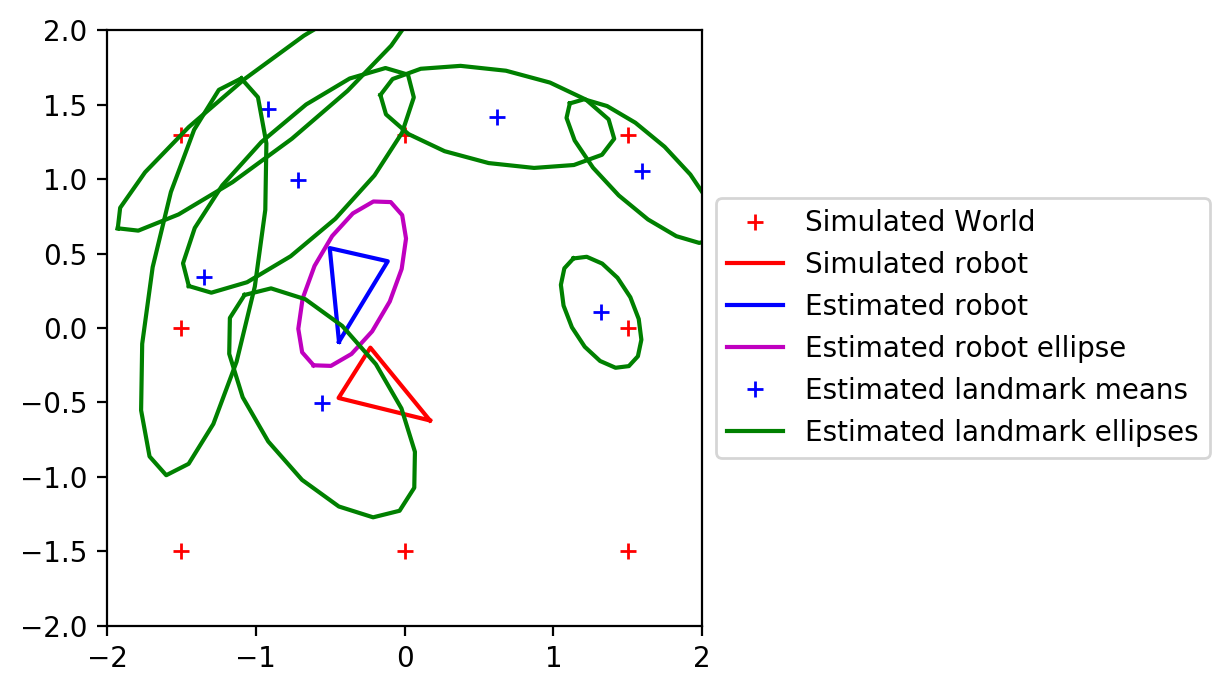 2.0
1.5
1.0
0.5
0.0
−0.5
−1.0
−1.5
−2.0
−2 −1 0 1 2
Simulated World
Simulated robot
Estimated robot
Estimated robot ellipse
Estimated landmark means
Estimated landmark ellipses